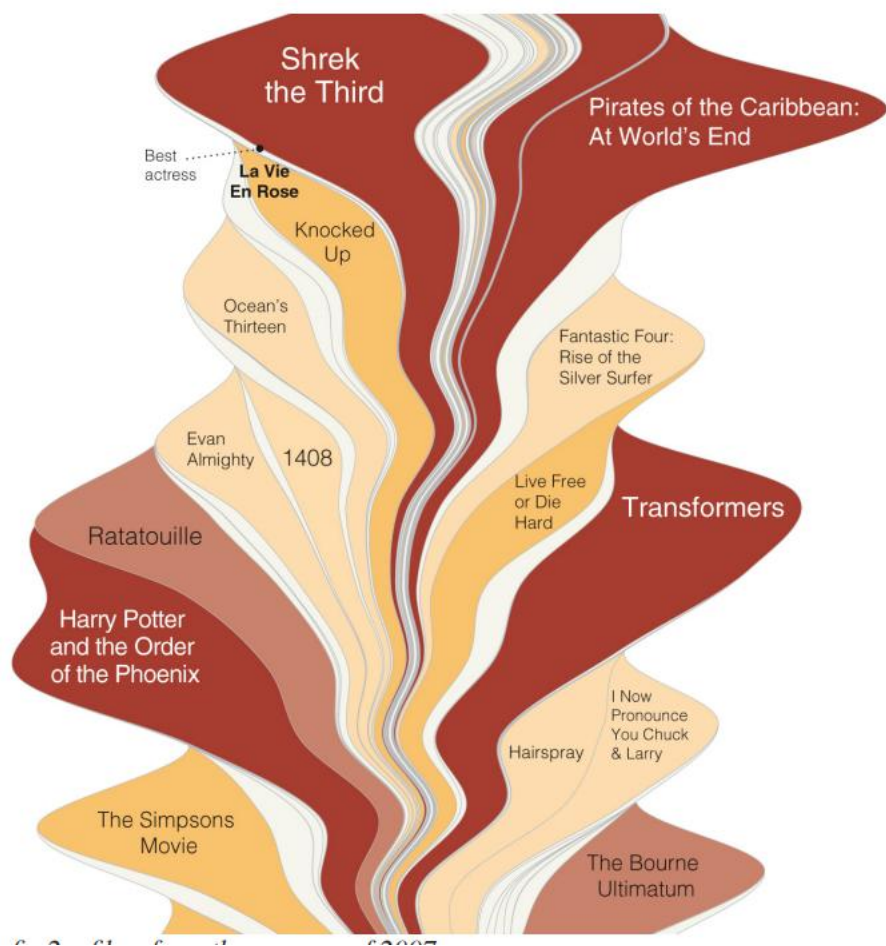 Shrek
the Third
Pirates of the Caribbean:
At World's End
Best
actress
La Vie
En Rose
Knocked
Up
Ocean's
Thirteen
Fantastic Four:
Rise of the
Silver Surfer
Evan
Almighty
1408
Live Free
or Die
Hard
Transformers
Ratatouille
Harry Potter
and the Order
of the Phoenix
I Now
Pronounce
You Chuck
& Larry
Hairspray
The Simpsons
Movie
The Bourne
Ultimatum
of 2007